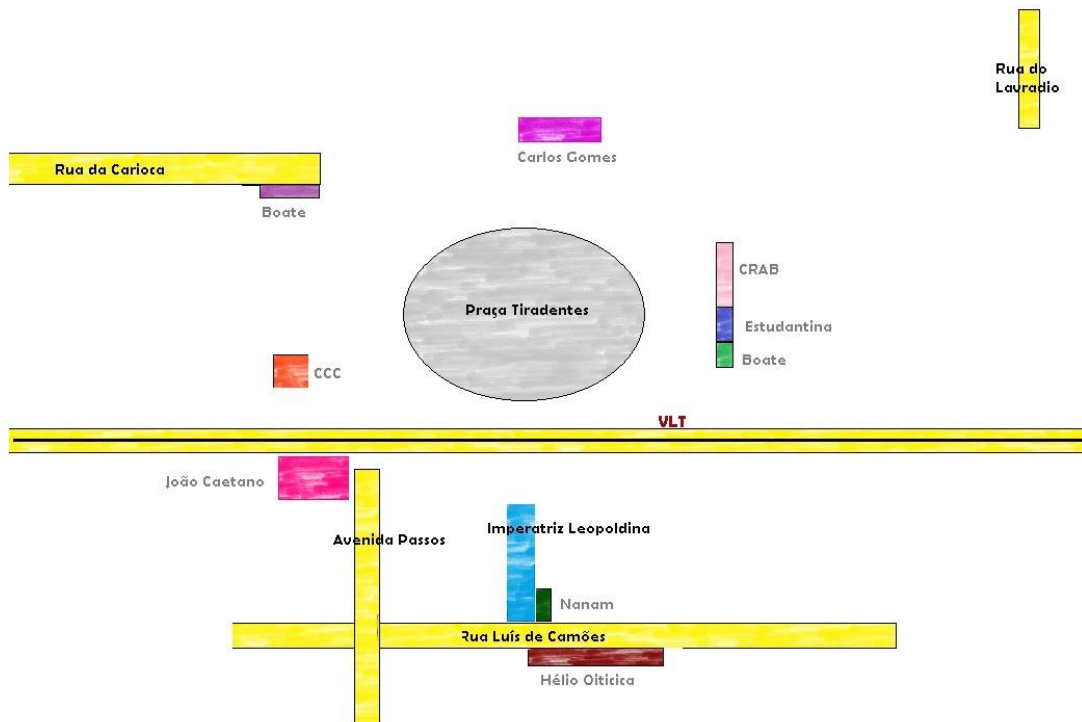 Rua do
Lavradio
Carlos Gomes
Rua da Carioca
Boate
CRAB
Praça Tiradentes
Estudantina
Boate
CCC
VLT
João Caetano
Imperatriz Leopoldina
Avenida Passos
Nanam
Rua Luís de Camões
Hélio Oiticica